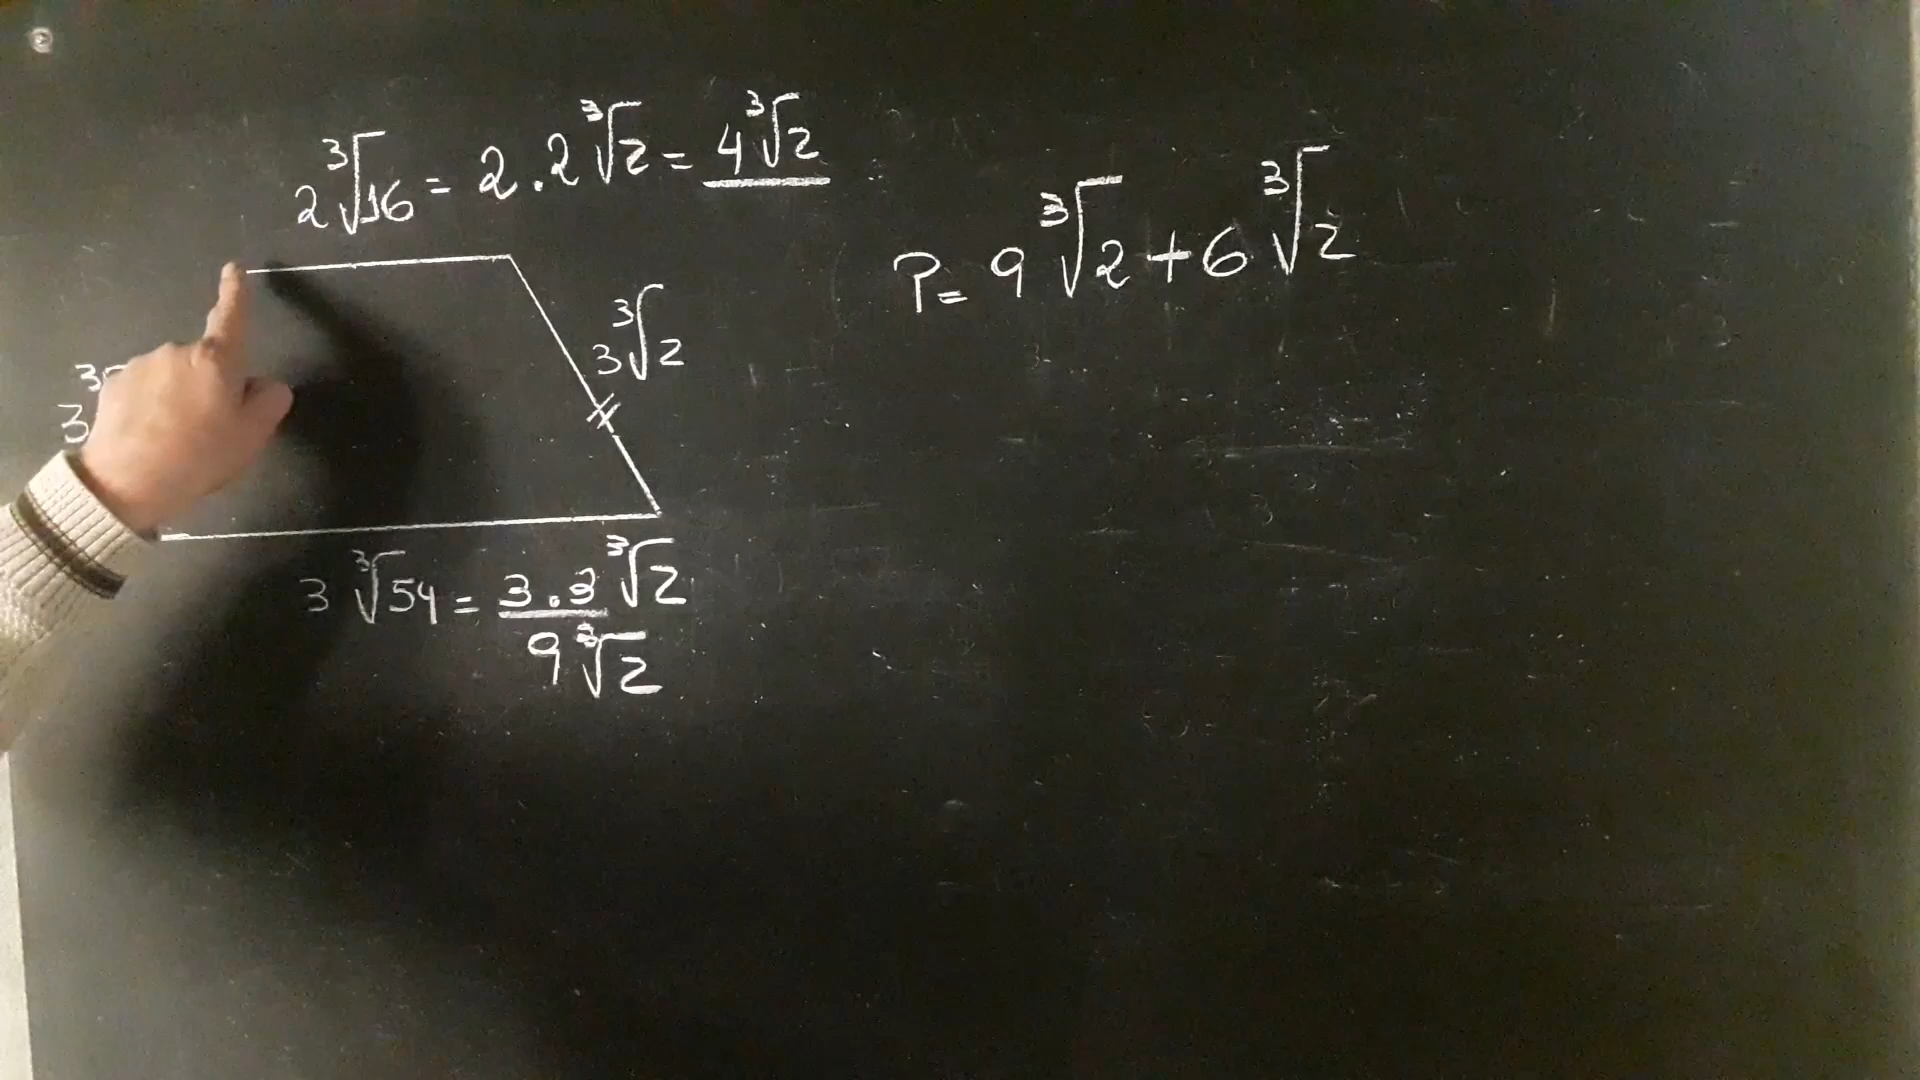 2∛16 = 2 . 2∛2 = 4∛2
P = 9∛2 + 6∛2
3∛2
3
3∛54 = 3 . 3∛2
9∛2